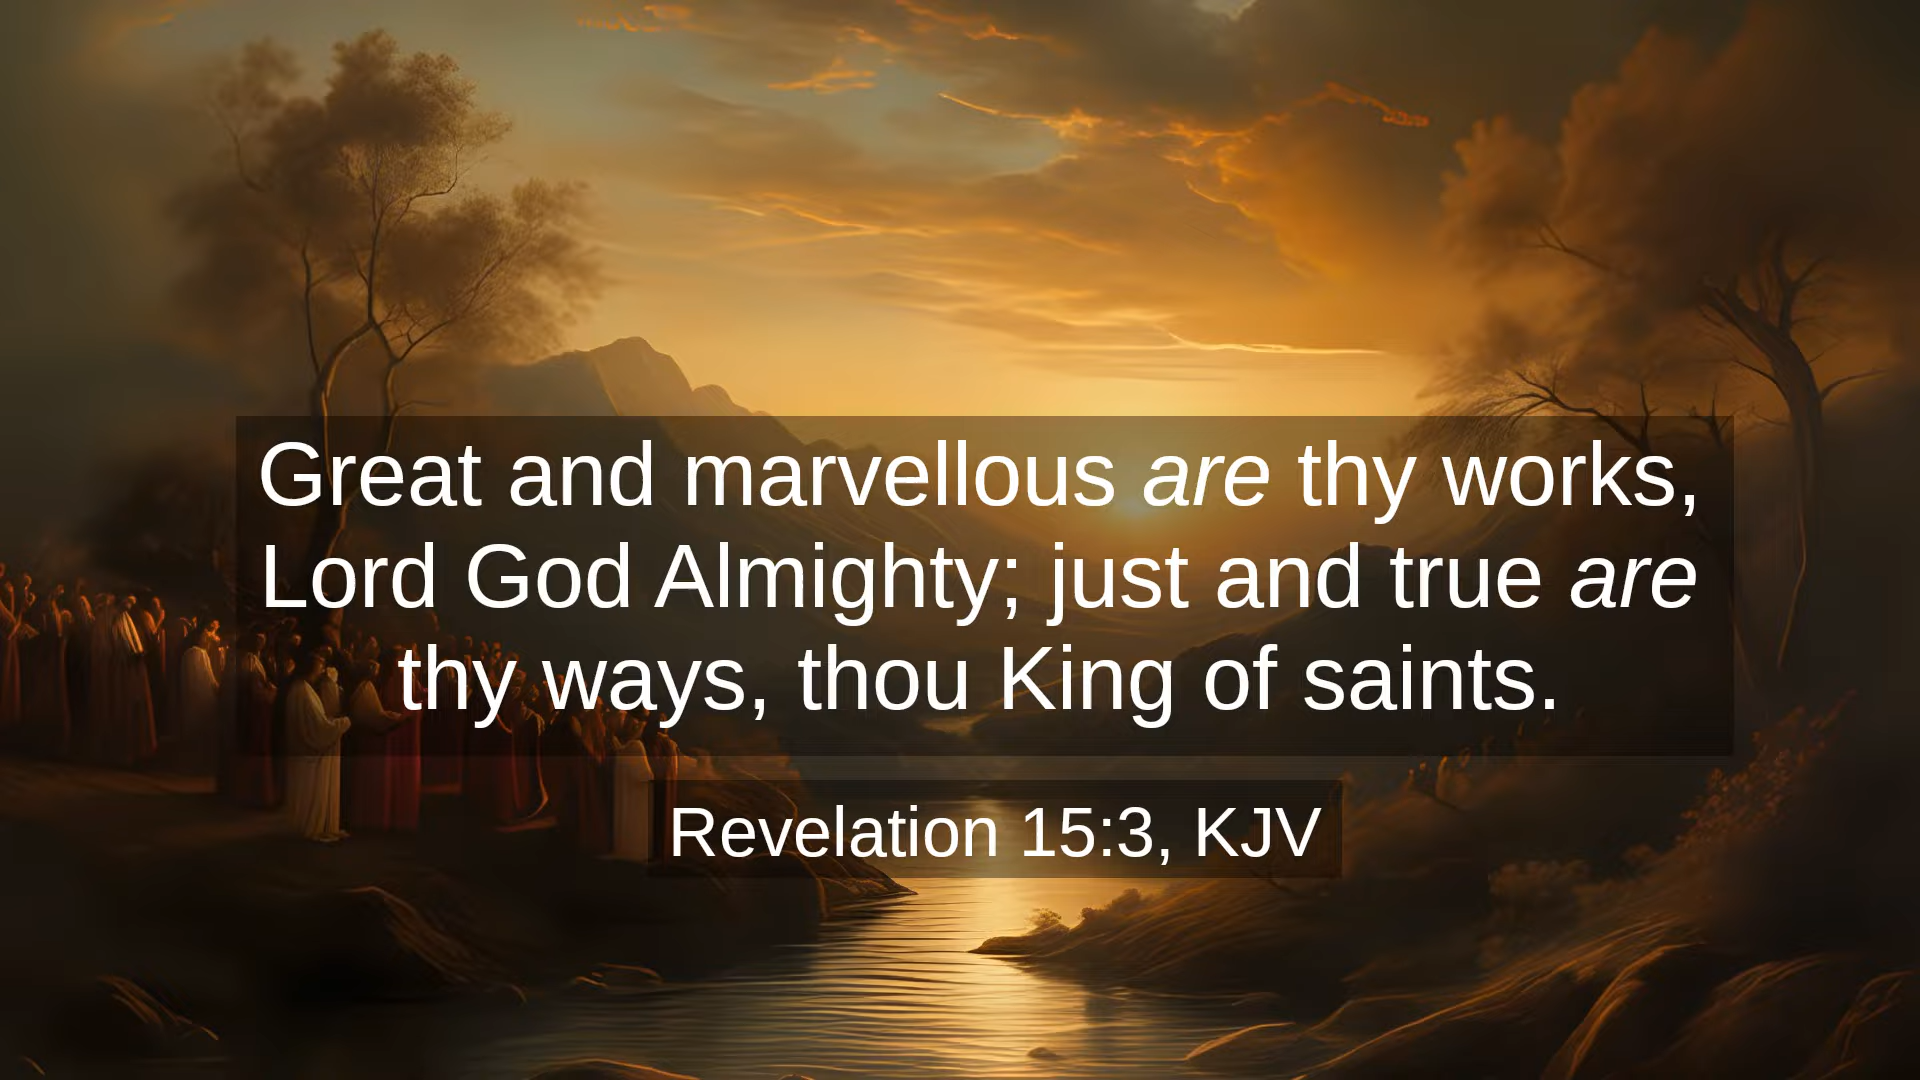 Great and marvellous are thy works,
Lord God Almighty; just and true are
thy ways, thou King of saints.
Revelation 15:3, KJV